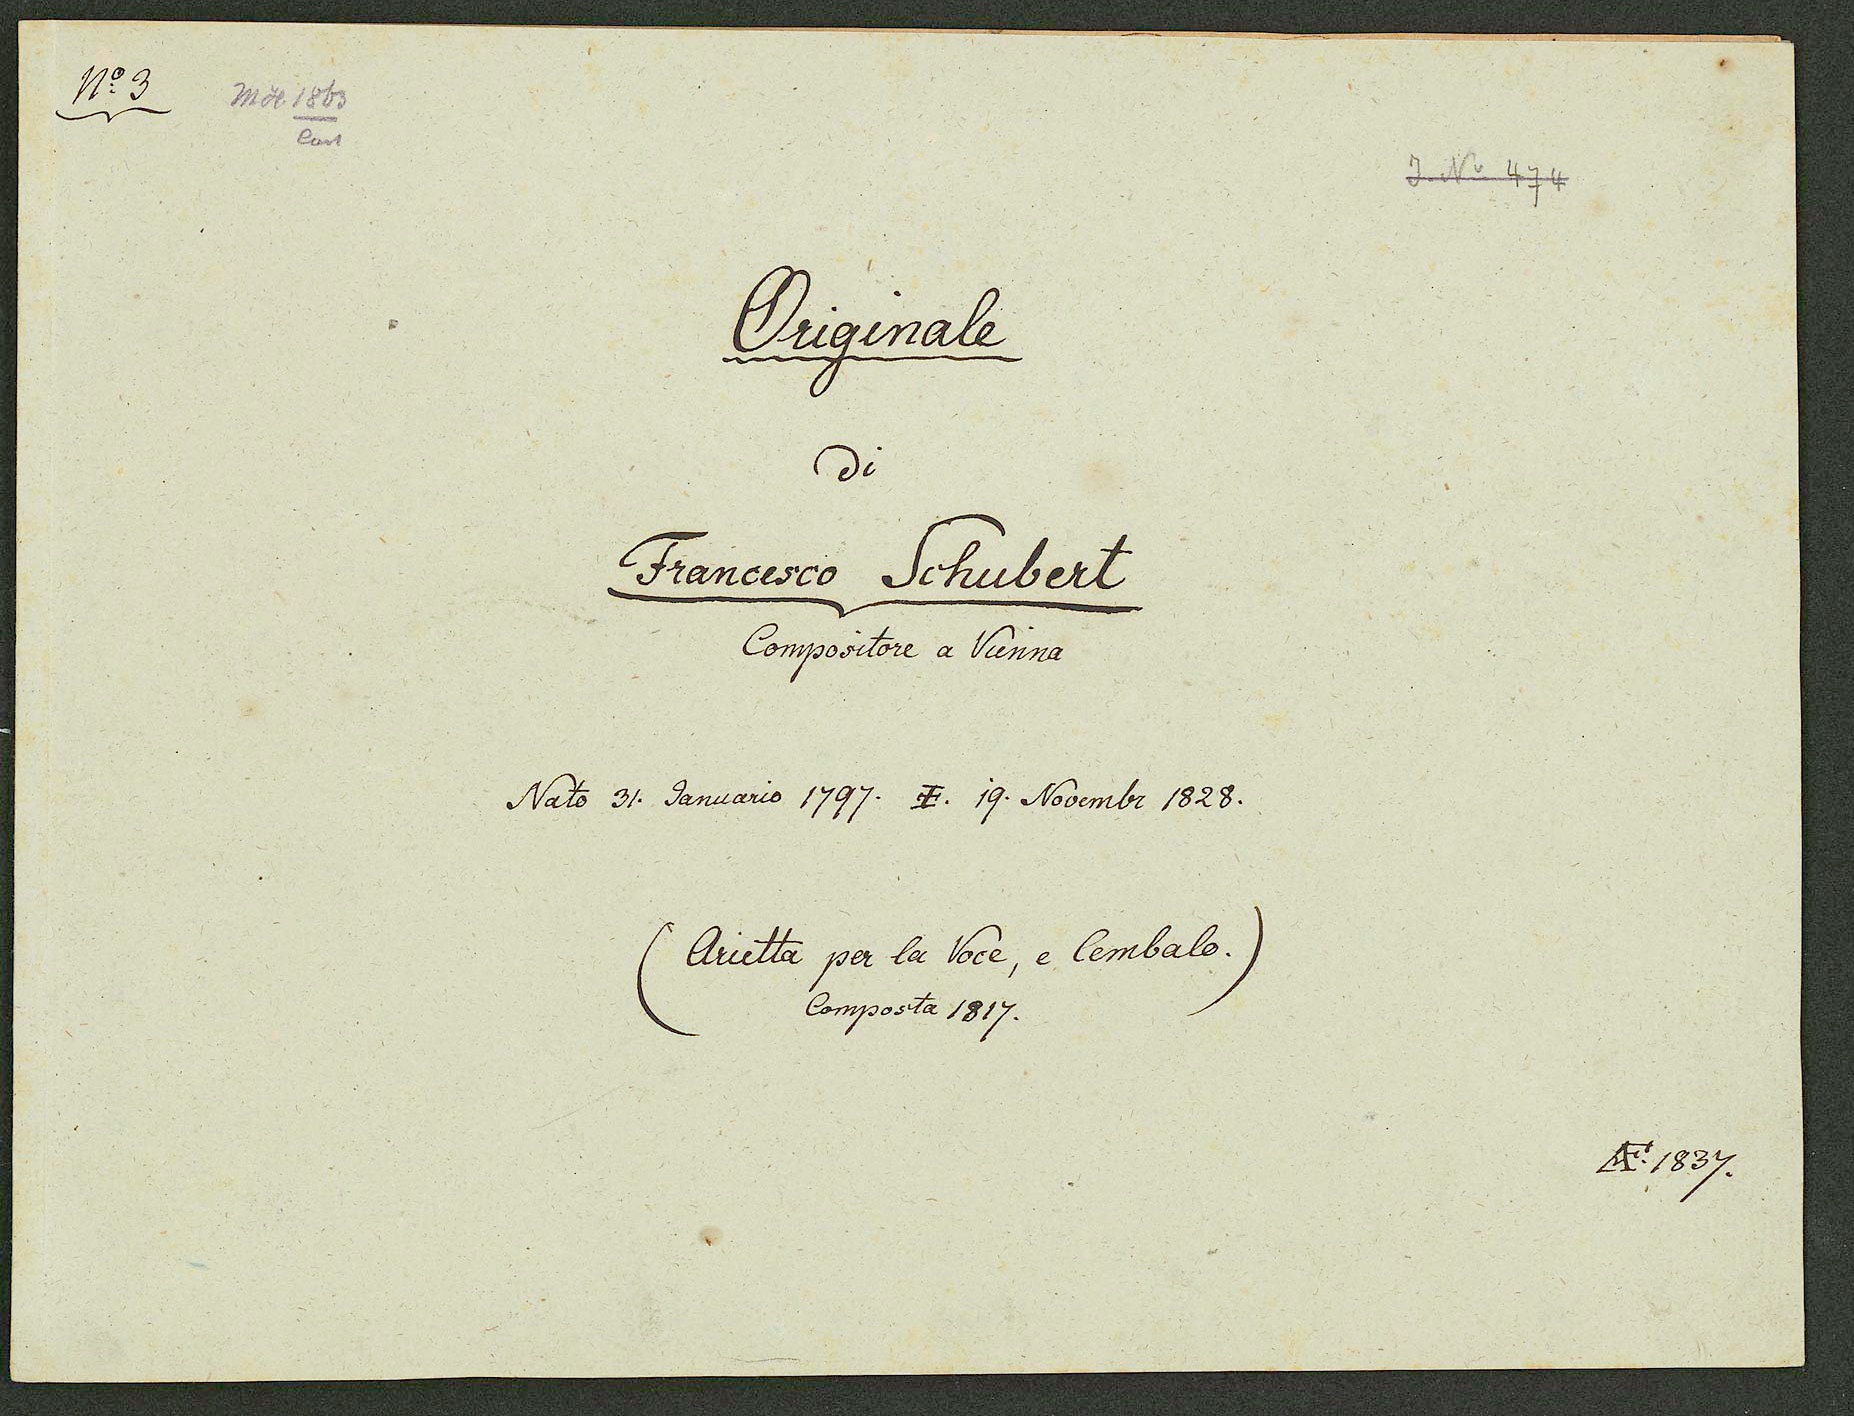 No. 3
1863
J. No 474
Originale
di
Francesco Schubert
Compositore a Vienna
Nato 31. Januario 1797. 19. Novembr 1828.
(Arietta per la Voce, e Cembalo.)
Composta 1817.
1837.